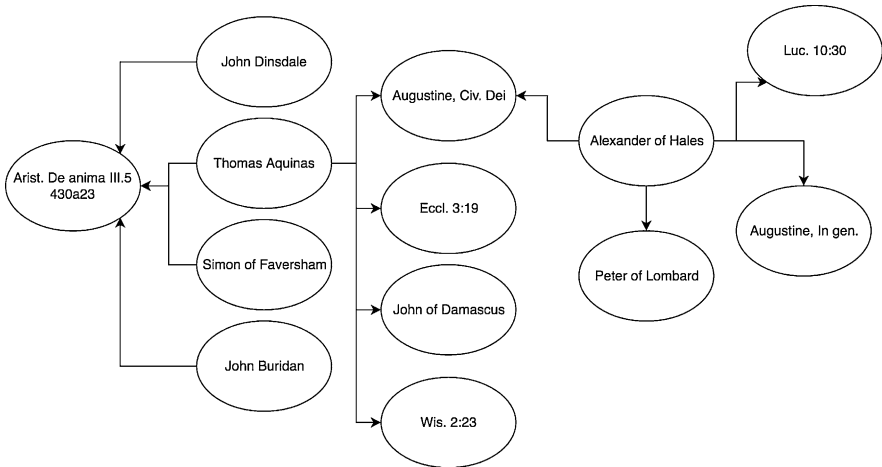 Luc. 10:30
John Dinsdale
Augustine, Civ. Dei
Alexander of Hales
Thomas Aquinas
Arist. De anima III.5
430a23
Eccl. 3:19
Augustine, In gen.
Simon of Faversham
Peter of Lombard
John of Damascus
John Buridan
Wis. 2:23